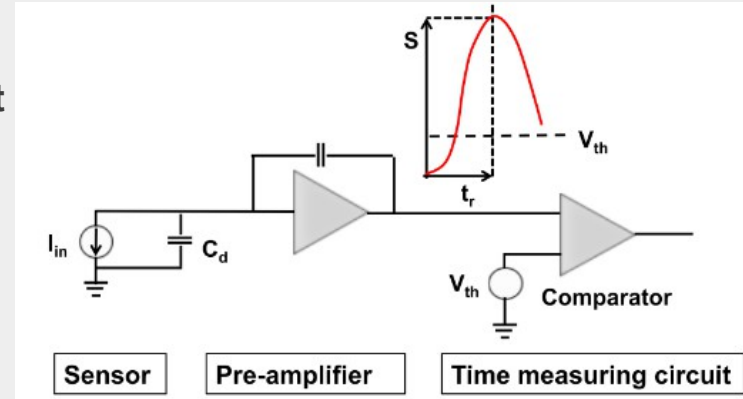 t
S
V_th
t_r
I_in
C_d
V_th
Comparator
Sensor
Pre-amplifier
Time measuring circuit